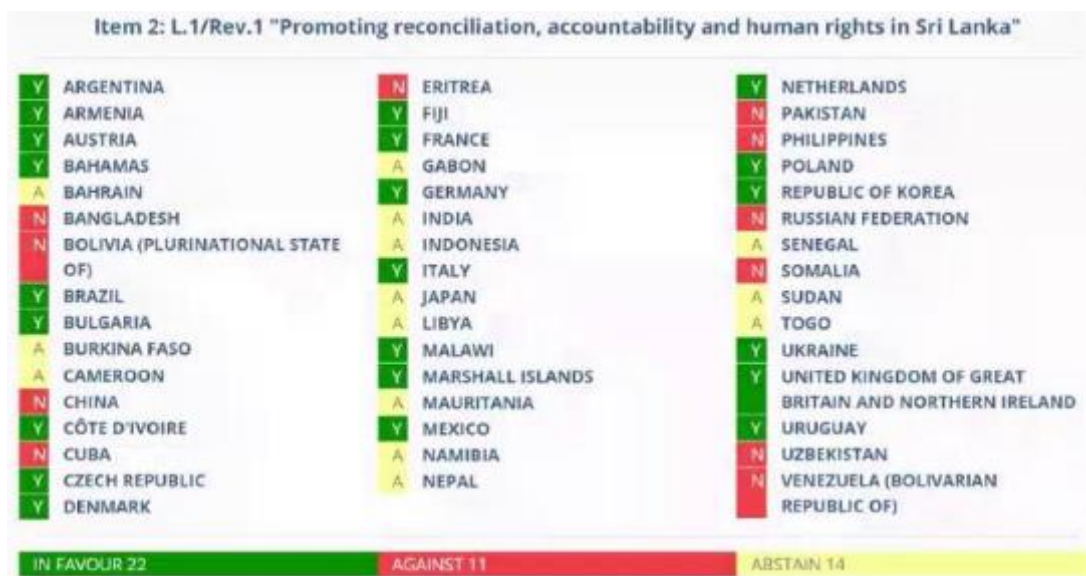 Item 2: L.1/Rev.1 "Promoting reconciliation, accountability and human rights in Sri Lanka"
Y ARGENTINA
Y ARMENIA
Y AUSTRIA
Y BAHAMAS
A BAHRAIN
N BANGLADESH
N BOLIVIA (PLURINATIONAL STATE
OF)
Y BRAZIL
Y BULGARIA
A BURKINA FASO
A CAMEROON
N CHINA
Y CÔTE D'IVOIRE
N CUBA
Y CZECH REPUBLIC
Y DENMARK
N ERITREA
Y FIJI
Y FRANCE
A GABON
Y GERMANY
A INDIA
A INDONESIA
Y ITALY
A JAPAN
A LIBYA
Y MALAWI
Y MARSHALL ISLANDS
A MAURITANIA
Y MEXICO
A NAMIBIA
A NEPAL
Y NETHERLANDS
N PAKISTAN
N PHILIPPINES
Y POLAND
Y REPUBLIC OF KOREA
N RUSSIAN FEDERATION
A SENEGAL
N SOMALIA
A SUDAN
A TOGO
Y UKRAINE
Y UNITED KINGDOM OF GREAT
BRITAIN AND NORTHERN IRELAND
Y URUGUAY
N UZBEKISTAN
N VENEZUELA (BOLIVARIAN
REPUBLIC OF)
IN FAVOUR 22 AGAINST 11 ABSTAIN 14